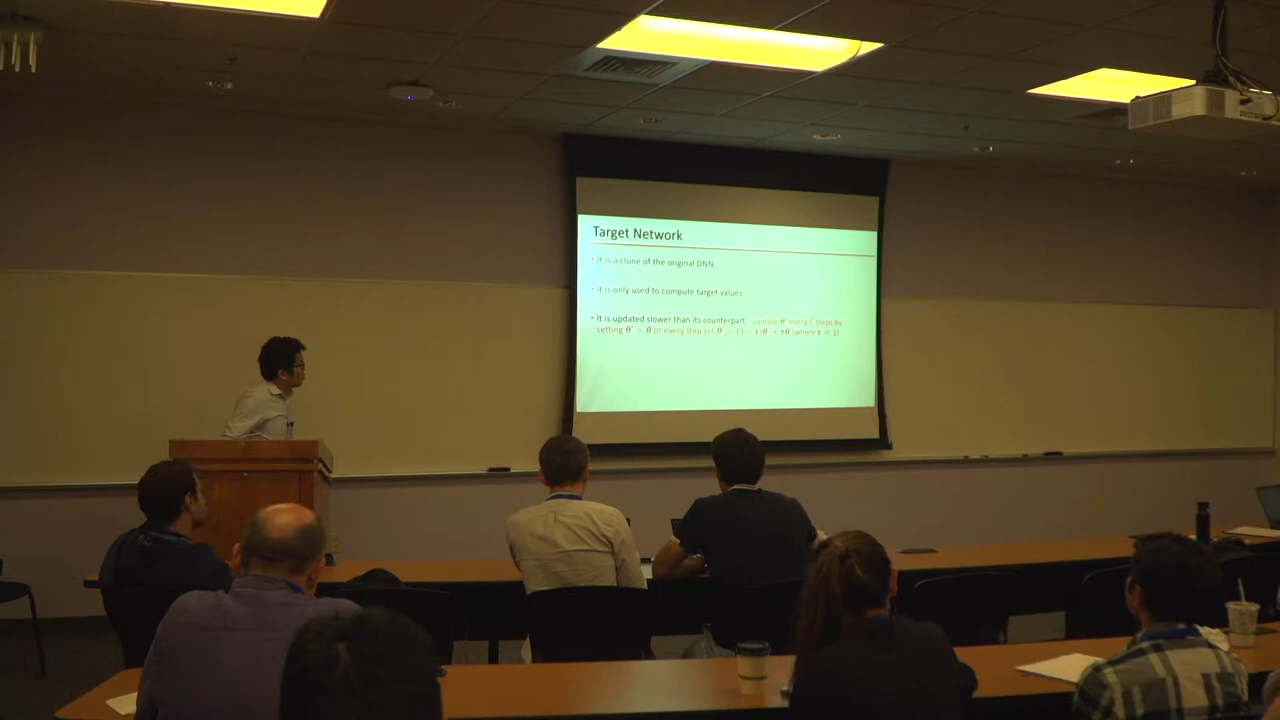 Target Network
• It is a clone of the original DNN.
• It is only used to compute target values.
• It is updated slower than its counterpart. update θ' every C steps by
setting θ' = θ or every step set θ' = (1 − τ)θ' + τθ (where τ ≪ 1)